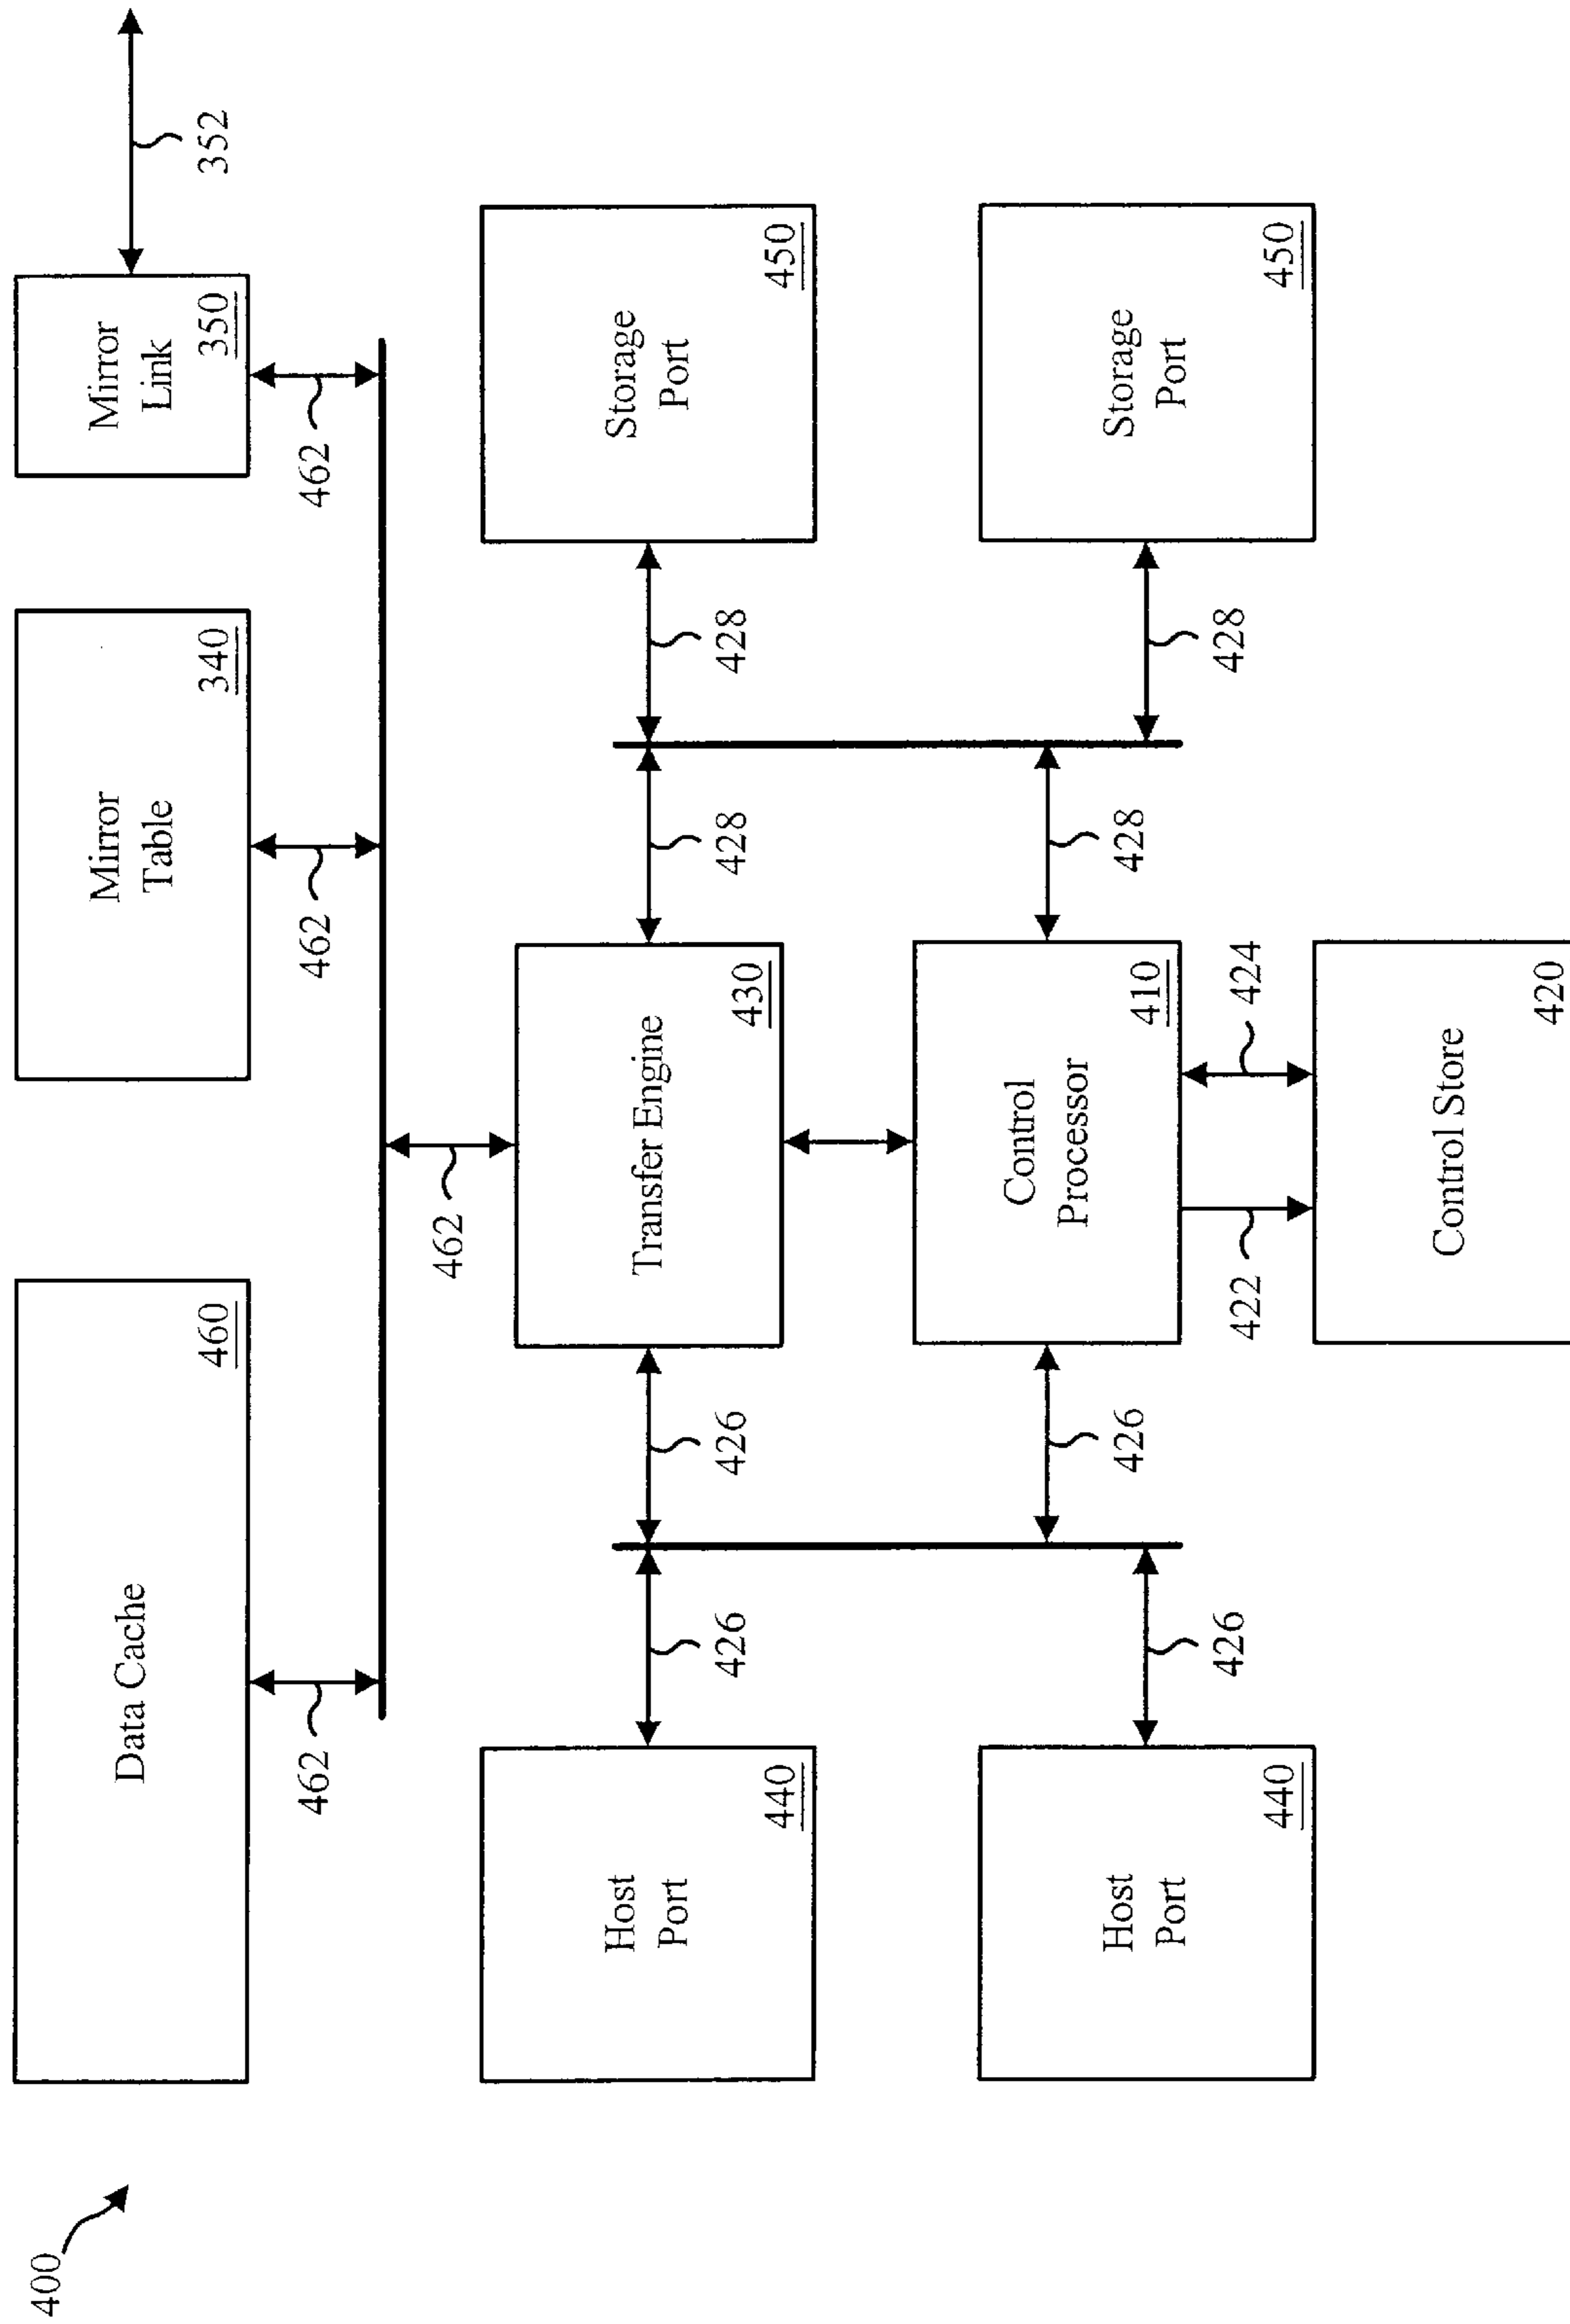 400
Data Cache
460
Mirror
Table
340
Mirror
Link
350
352
462
462
462
462
Host
Port
440
426
426
Transfer Engine
430
428
428
Storage
Port
450
Host
Port
440
426
426
Control
Processor
410
428
428
Storage
Port
450
422
424
Control Store
420